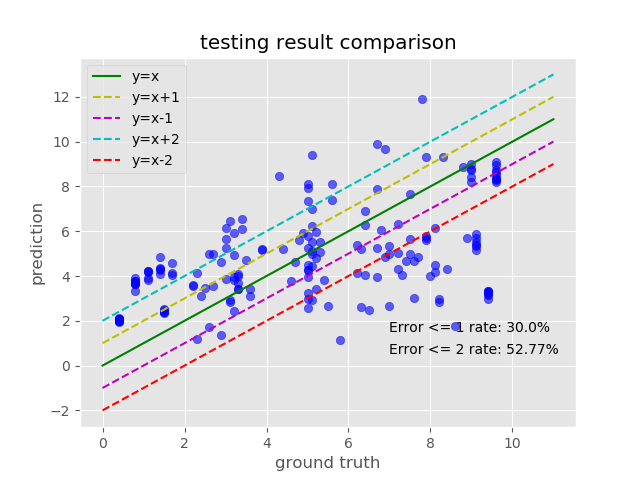 testing result comparison
y=x
y=x+1
y=x-1
y=x+2
y=x-2
12
10
8
6
4
2
0
−2
prediction
Error <= 1 rate: 30.0%
Error <= 2 rate: 52.77%
0 2 4 6 8 10
ground truth